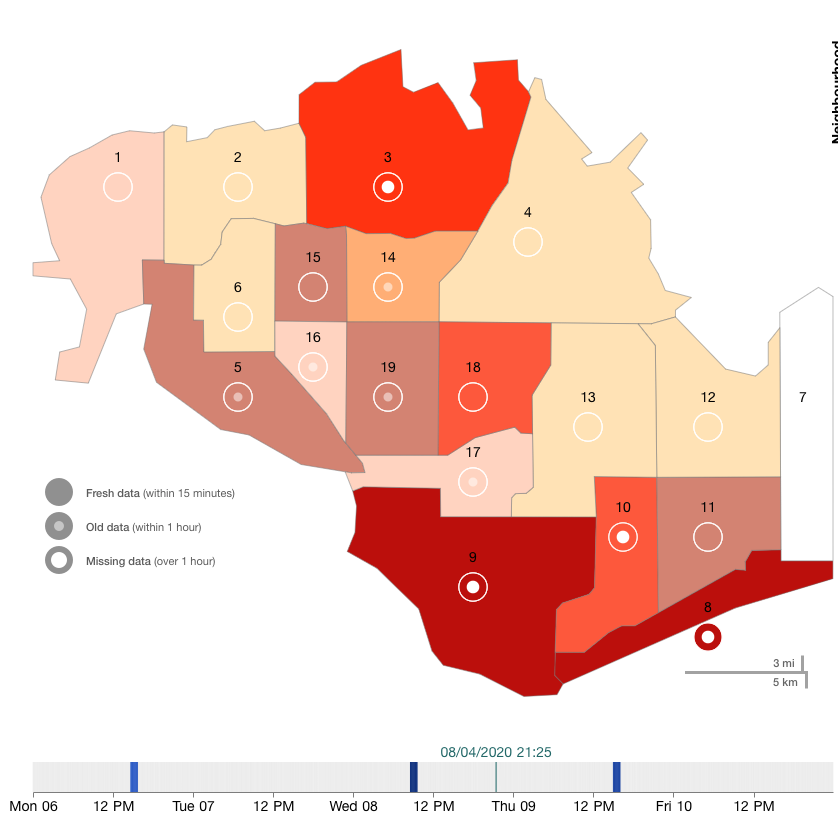 Neighbourhood
1
2
3
4
15
14
6
16
5
19
18
13
12
7
17
Fresh data (within 15 minutes)
Old data (within 1 hour)
Missing data (over 1 hour)
10
11
9
8
3 mi
5 km
08/04/2020 21:25
Mon 06 12 PM Tue 07 12 PM Wed 08 12 PM Thu 09 12 PM Fri 10 12 PM